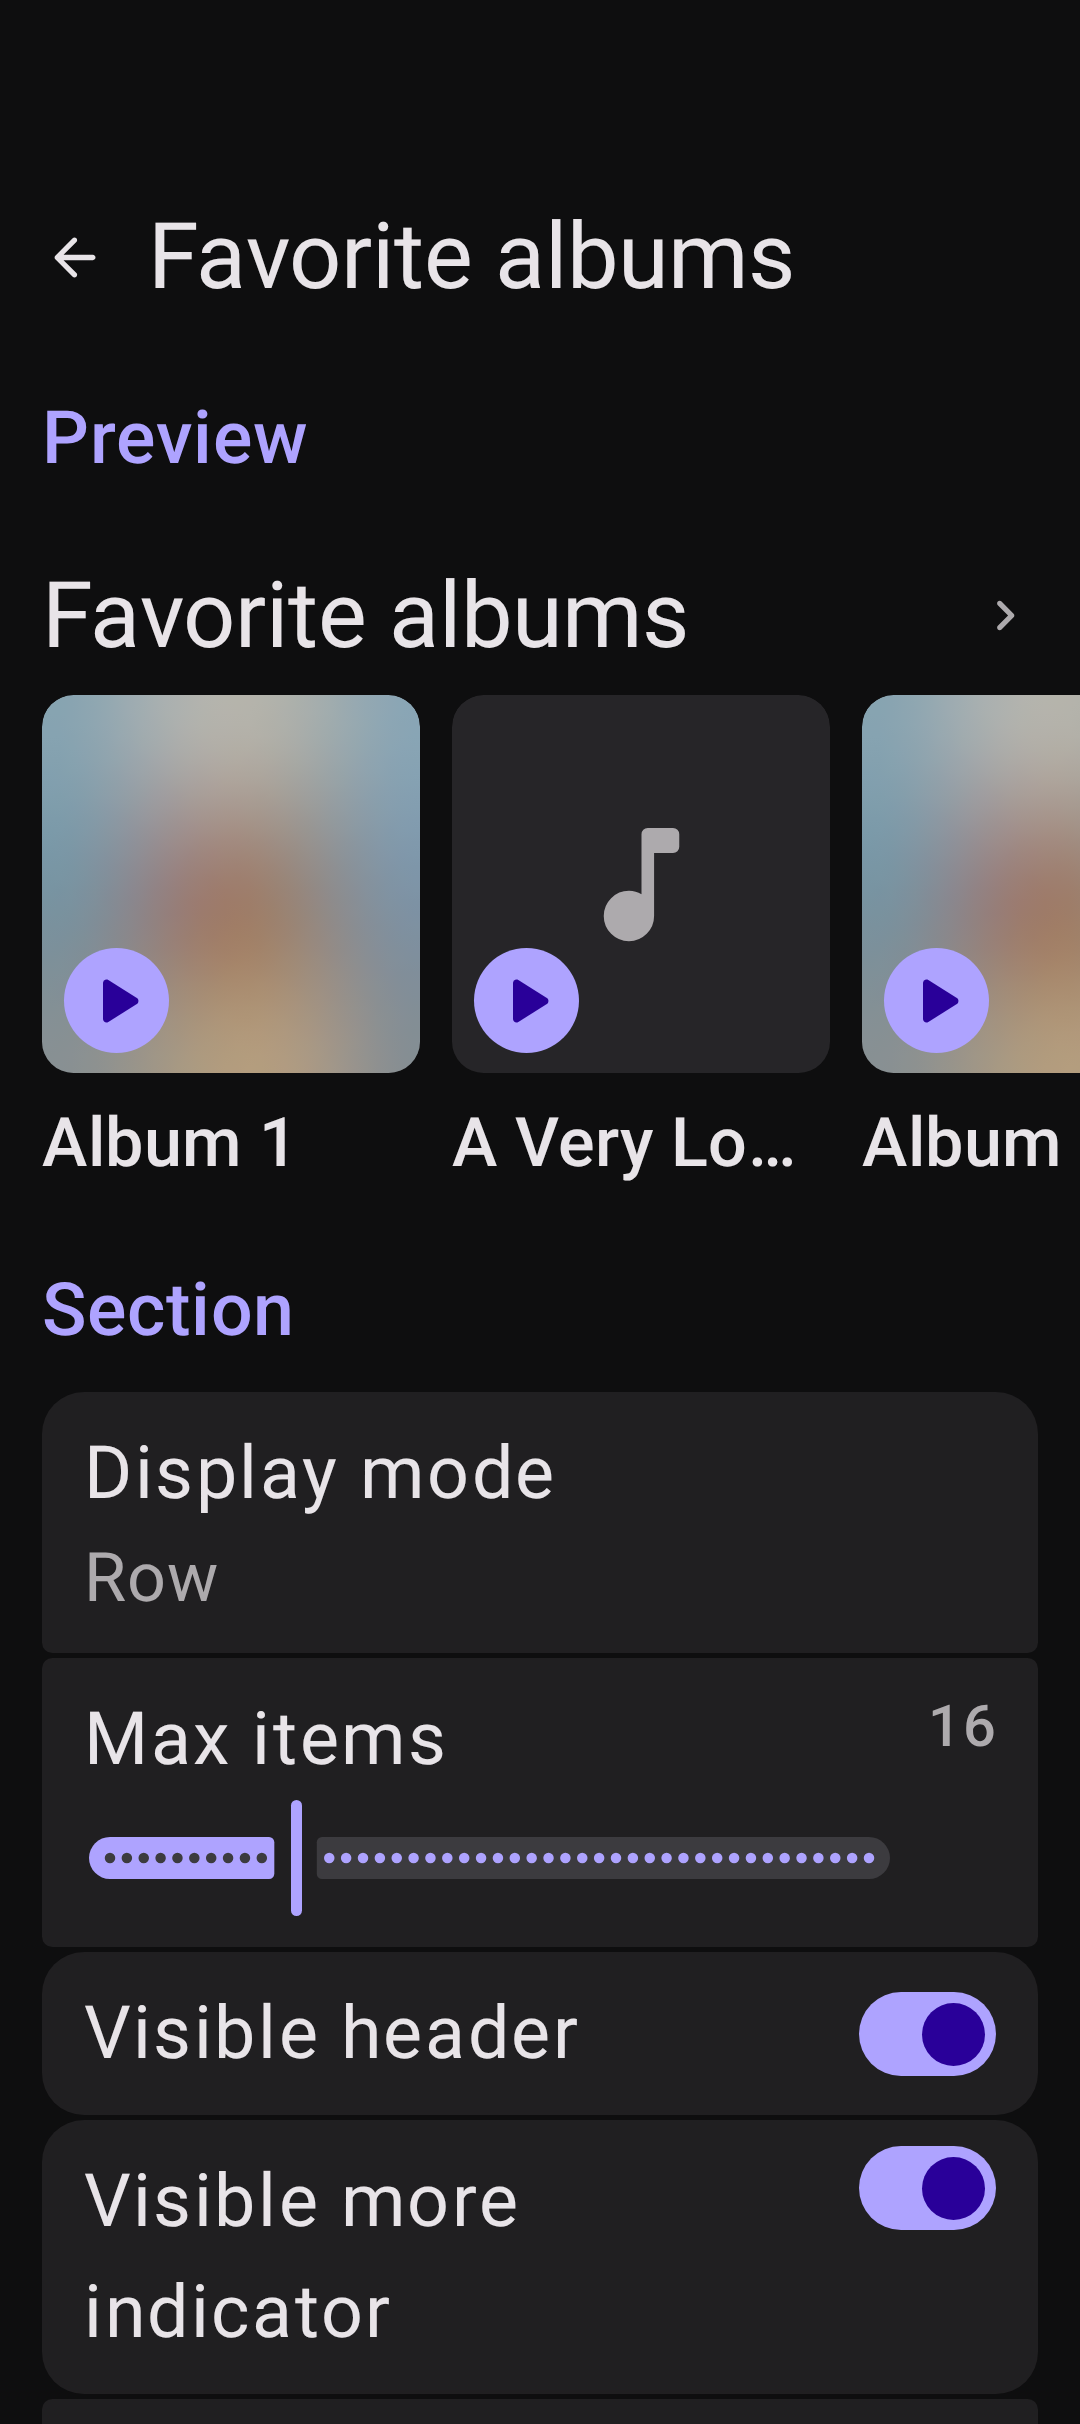 Favorite albums
Preview
Favorite albums
Album 1
A Very Lo…
Album
Section
Display mode
Row
Max items
16
Visible header
Visible more
indicator